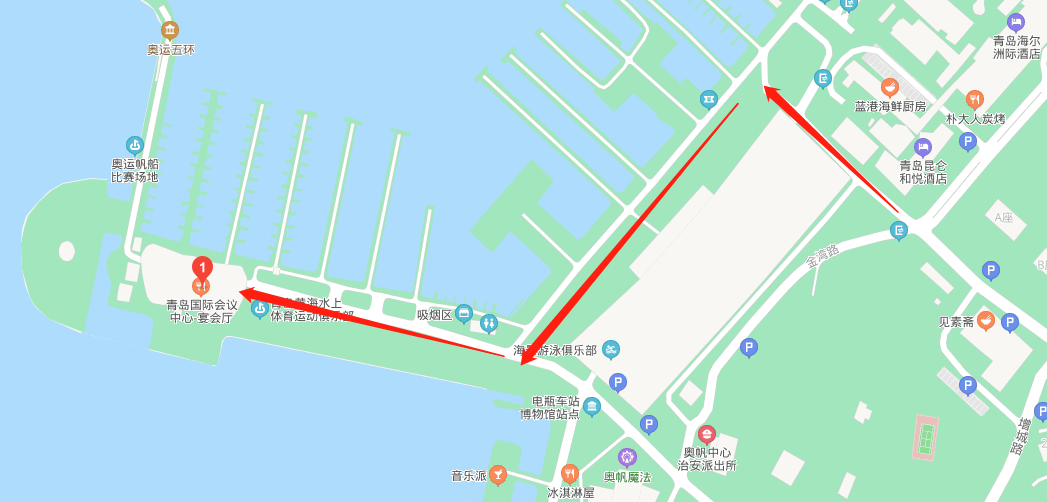 奥运五环
青岛海尔
洲际酒店
蓝港海鲜厨房
朴大人炭烤
奥运帆船
比赛场地
青岛昆仑
和悦酒店
A座
金湾路
1
青岛国际会议
中心-宴会厅
海水上
体育运动俱乐部
吸烟区
见素斋
游泳俱乐部
电瓶车站
博物馆站点
增城路
奥帆中心
治安派出所
音乐派
奥帆魔法
冰淇淋屋
P
P
P
P
P
P
P
P